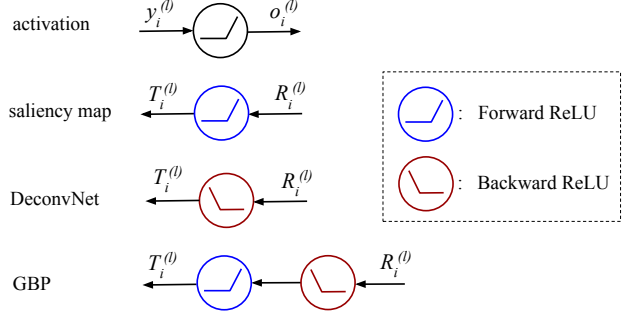 activation y_i^(l) o_i^(l)
saliency map T_i^(l) R_i^(l)
: Forward ReLU
DeconvNet T_i^(l) R_i^(l)
: Backward ReLU
GBP T_i^(l) R_i^(l)